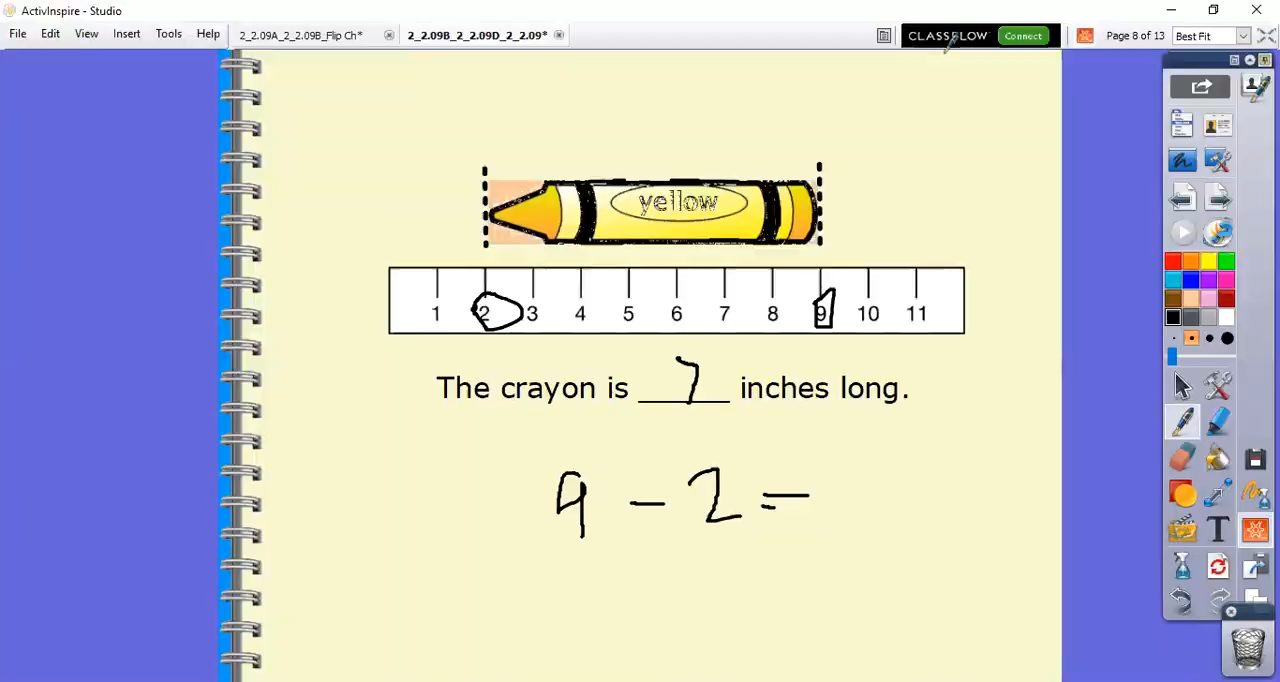 ActivInspire - Studio
File Edit View Insert Tools Help 2_2.09A_2_2.09B_Flip Ch* 2_2.09B_2_2.09D_2_2.09* CLASSFLOW Connect Page 8 of 13 Best Fit
yellow
1 2 3 4 5 6 7 8 9 10 11
The crayon is 7 inches long.
9 - 2 =
T